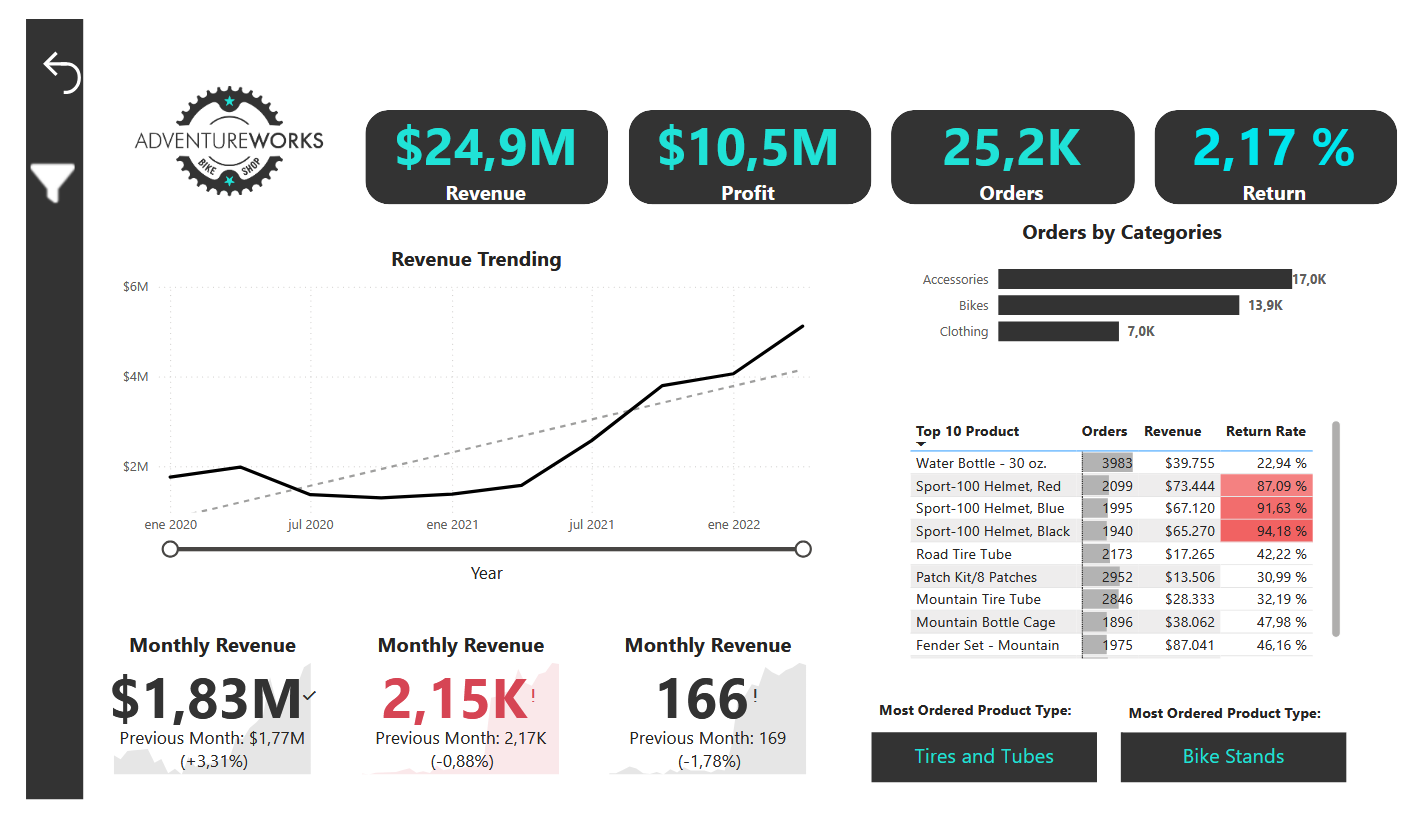 ADVENTUREWORKS
BIKE SHOP
$24,9M
Revenue
$10,5M
Profit
25,2K
Orders
2,17 %
Return
Revenue Trending
$6M
$4M
$2M
ene 2020 jul 2020 ene 2021 jul 2021 ene 2022
Year
Orders by Categories
Accessories 17,0K
Bikes 13,9K
Clothing 7,0K
Top 10 Product Orders Revenue Return Rate
Water Bottle - 30 oz. 3983 $39.755 22,94 %
Sport-100 Helmet, Red 2099 $73.444 87,09 %
Sport-100 Helmet, Blue 1995 $67.120 91,63 %
Sport-100 Helmet, Black 1940 $65.270 94,18 %
Road Tire Tube 2173 $17.265 42,22 %
Patch Kit/8 Patches 2952 $13.506 30,99 %
Mountain Tire Tube 2846 $28.333 32,19 %
Mountain Bottle Cage 1896 $38.062 47,98 %
Fender Set - Mountain 1975 $87.041 46,16 %
Monthly Revenue
$1,83M
Previous Month: $1,77M
(+3,31%)
Monthly Revenue
2,15K!
Previous Month: 2,17K
(-0,88%)
Monthly Revenue
166!
Previous Month: 169
(-1,78%)
Most Ordered Product Type:
Tires and Tubes
Most Ordered Product Type:
Bike Stands